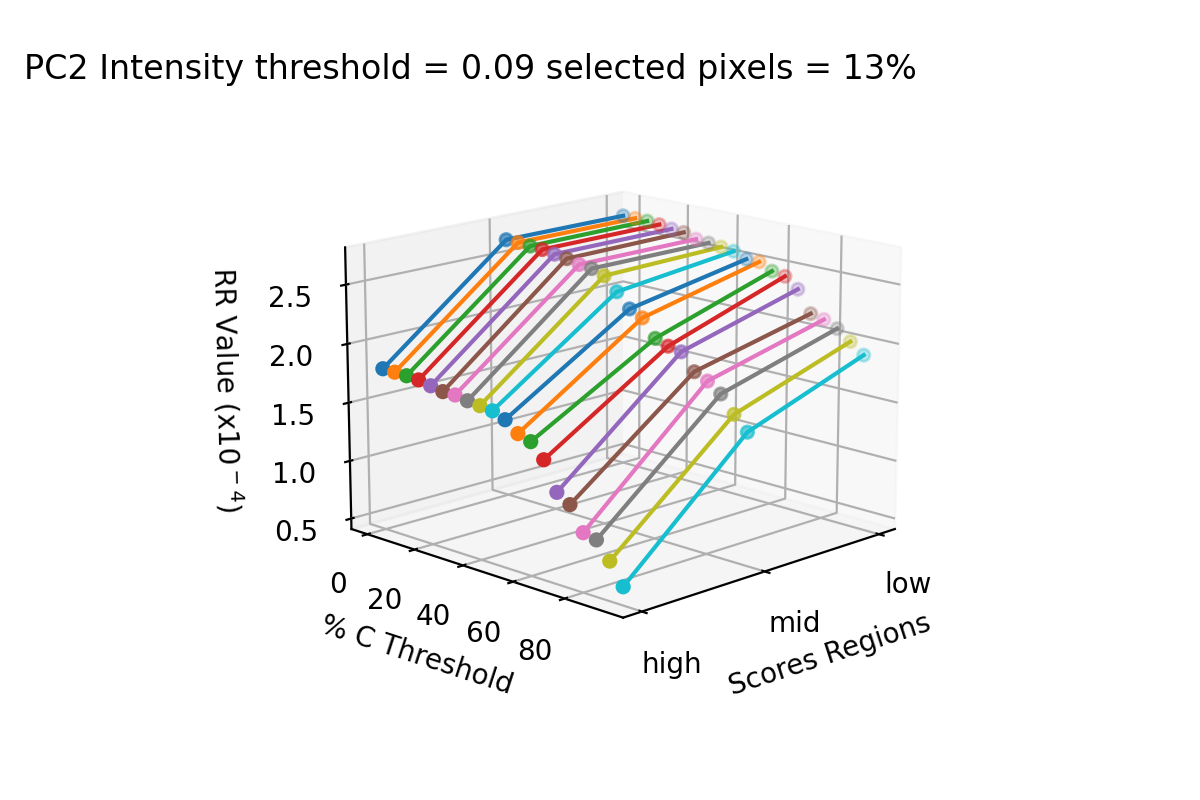 PC2 Intensity threshold = 0.09 selected pixels = 13%
RR Value (x10⁻⁴)
2.5
2.0
1.5
1.0
0.5
0
20
40
60
80
% C Threshold
high
mid
low
Scores Regions